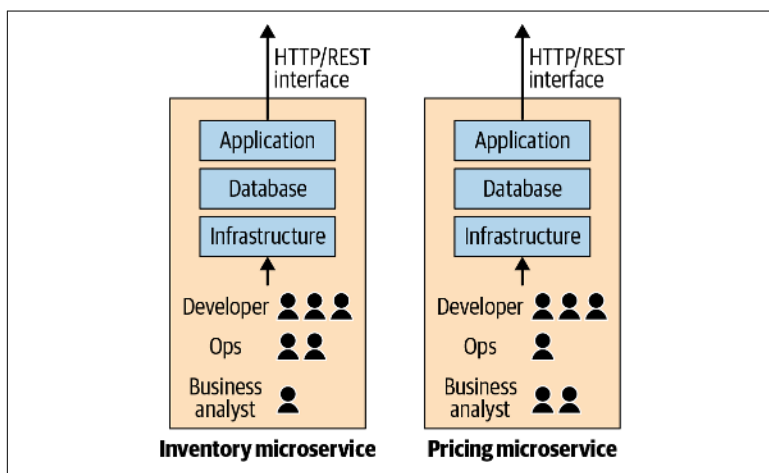 HTTP/REST
interface
Application
Database
Infrastructure
Developer
Ops
Business
analyst
Inventory microservice
HTTP/REST
interface
Application
Database
Infrastructure
Developer
Ops
Business
analyst
Pricing microservice